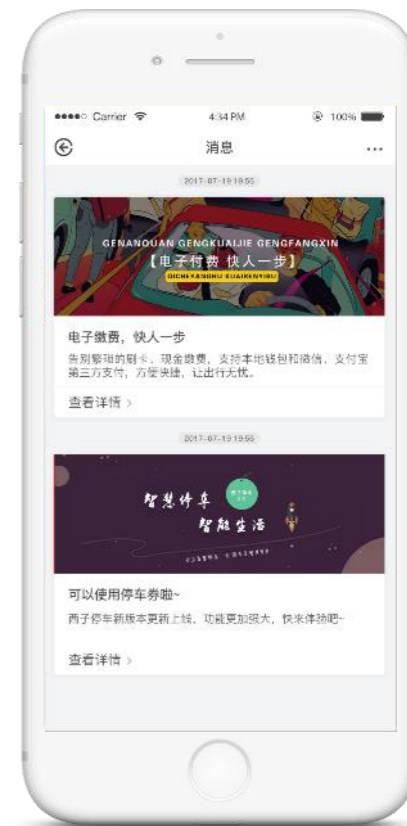 Carrier 4:34 PM 100%
消息
2017-07-19 19:55
GENANQUAN GENGKUAIJIE GENGFANGXIN
【电子付费 快人一步】
电子缴费，快人一步
告别繁琐的刷卡、现金缴费，支持本地钱包和微信、支付宝
第三方支付，方便快捷，让出行无忧。
查看详情 >
2017-07-19 19:55
智慧停车
智能生活
可以使用停车券啦~
西子停车新版本更新上线，功能更加强大，快来体验吧~
查看详情 >